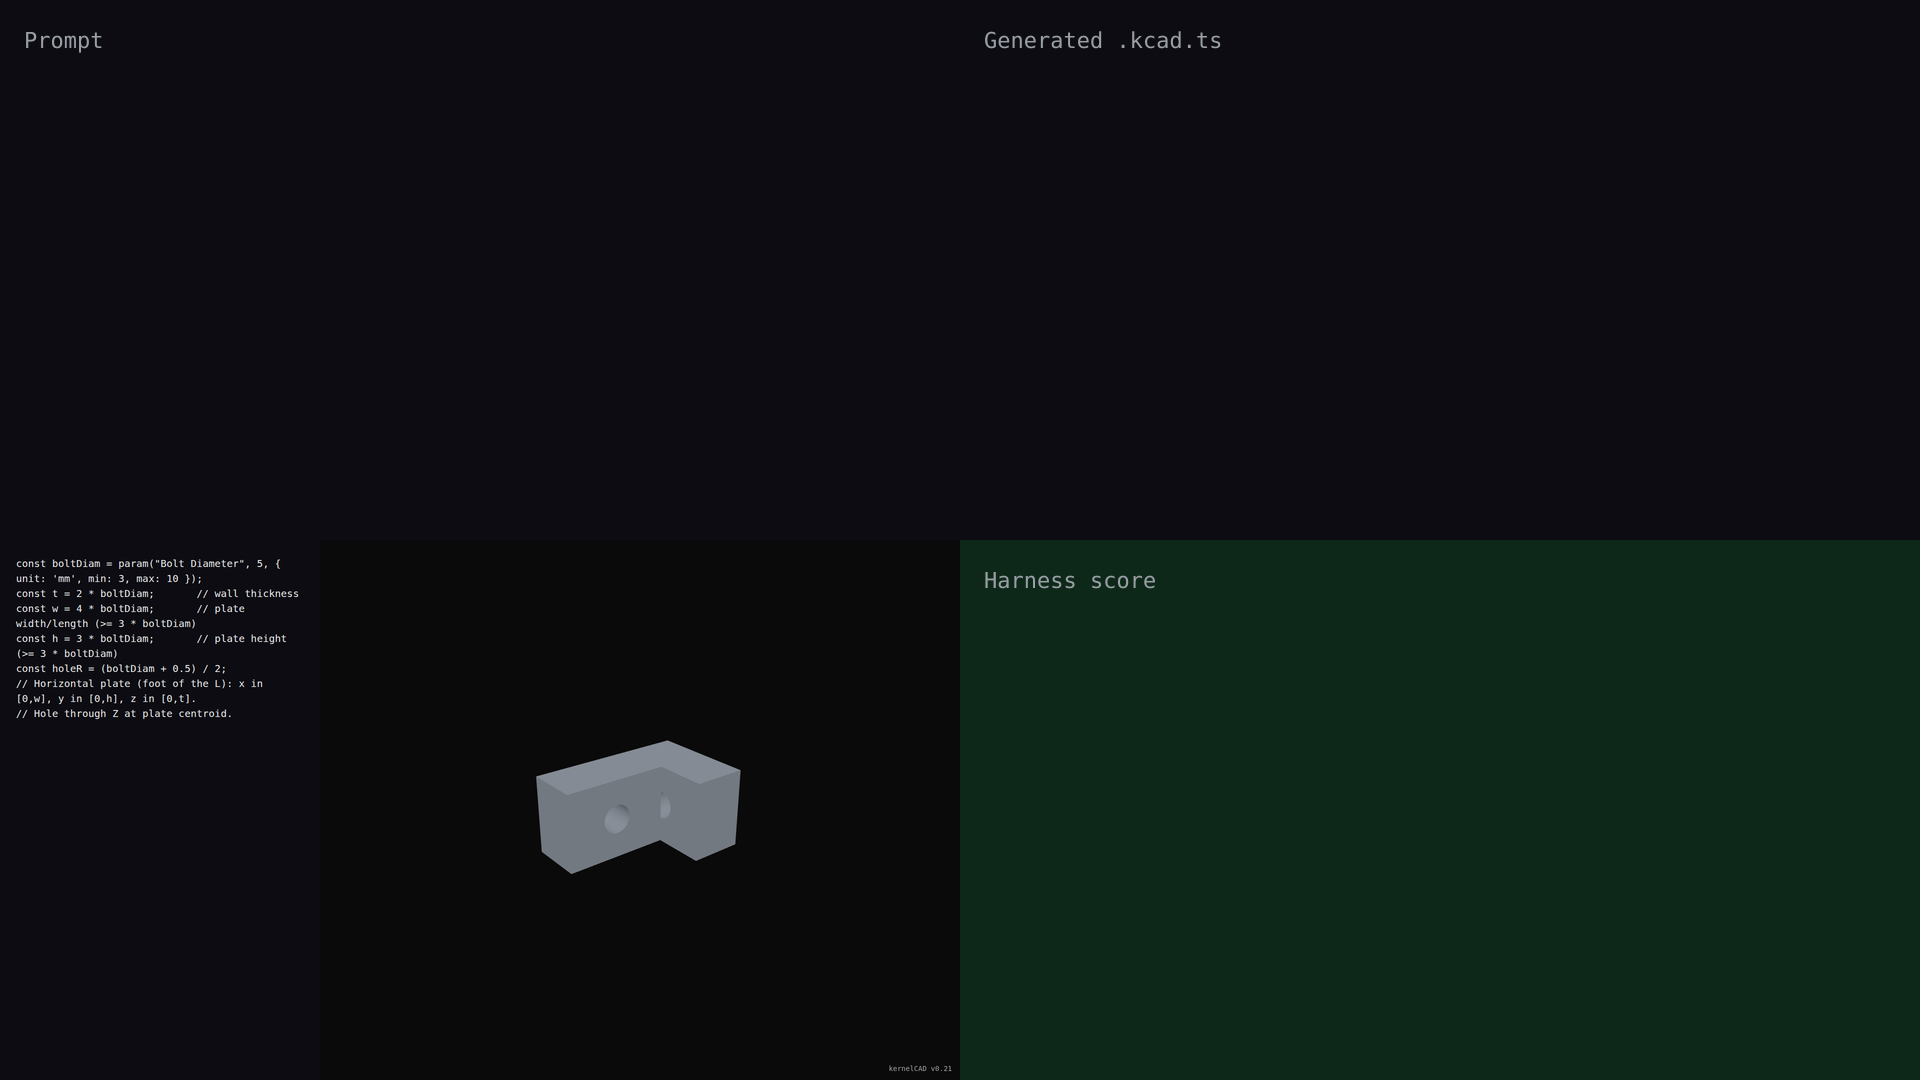 Prompt
Generated .kcad.ts
const boltDiam = param("Bolt Diameter", 5, {
unit: 'mm', min: 3, max: 10 });
const t = 2 * boltDiam;       // wall thickness
const w = 4 * boltDiam;       // plate
width/length (>= 3 * boltDiam)
const h = 3 * boltDiam;       // plate height
(>= 3 * boltDiam)
const holeR = (boltDiam + 0.5) / 2;
// Horizontal plate (foot of the L): x in
[0,w], y in [0,h], z in [0,t].
// Hole through Z at plate centroid.
Harness score
kernelCAD v0.21